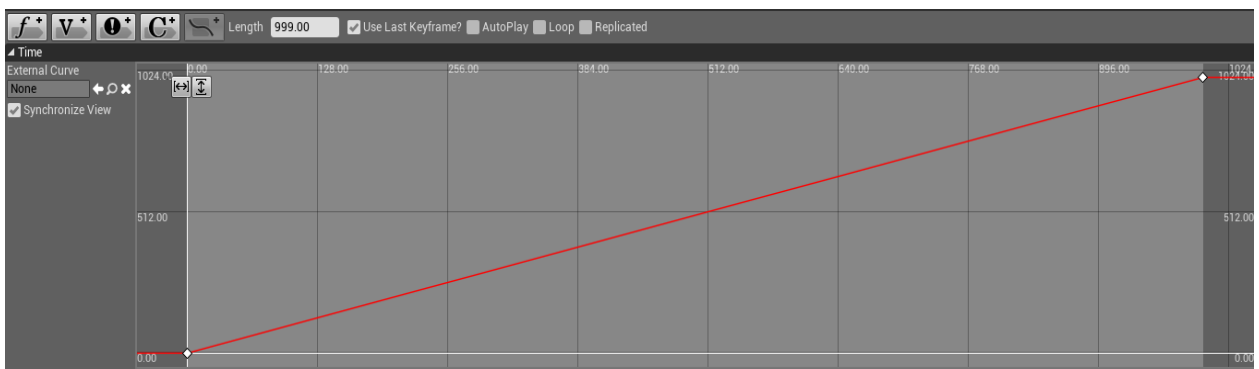 f+ V+ !+ C+ + Length 999.00 Use Last Keyframe? AutoPlay Loop Replicated
Time
External Curve
None
Synchronize View
1024.00 0.00 128.00 256.00 384.00 512.00 640.00 768.00 896.00 1024
1024.00
512.00 512.00
0.00 0.00